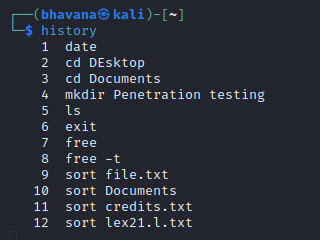 (bhavana㉿kali)-[~]
$ history
1 date
2 cd DEsktop
3 cd Documents
4 mkdir Penetration testing
5 ls
6 exit
7 free
8 free -t
9 sort file.txt
10 sort Documents
11 sort credits.txt
12 sort lex21.l.txt